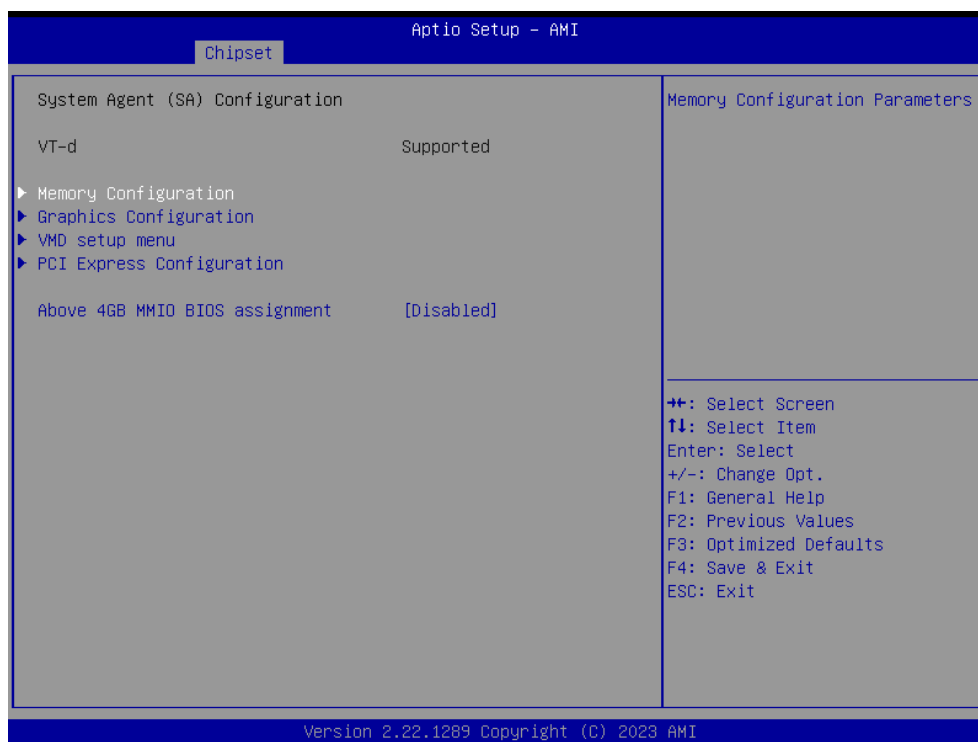 Aptio Setup – AMI
Chipset
System Agent (SA) Configuration
VT-d Supported
Memory Configuration
Graphics Configuration
VMD setup menu
PCI Express Configuration
Above 4GB MMIO BIOS assignment [Disabled]
Memory Configuration Parameters
→←: Select Screen
↑↓: Select Item
Enter: Select
+/-: Change Opt.
F1: General Help
F2: Previous Values
F3: Optimized Defaults
F4: Save & Exit
ESC: Exit
Version 2.22.1289 Copyright (C) 2023 AMI